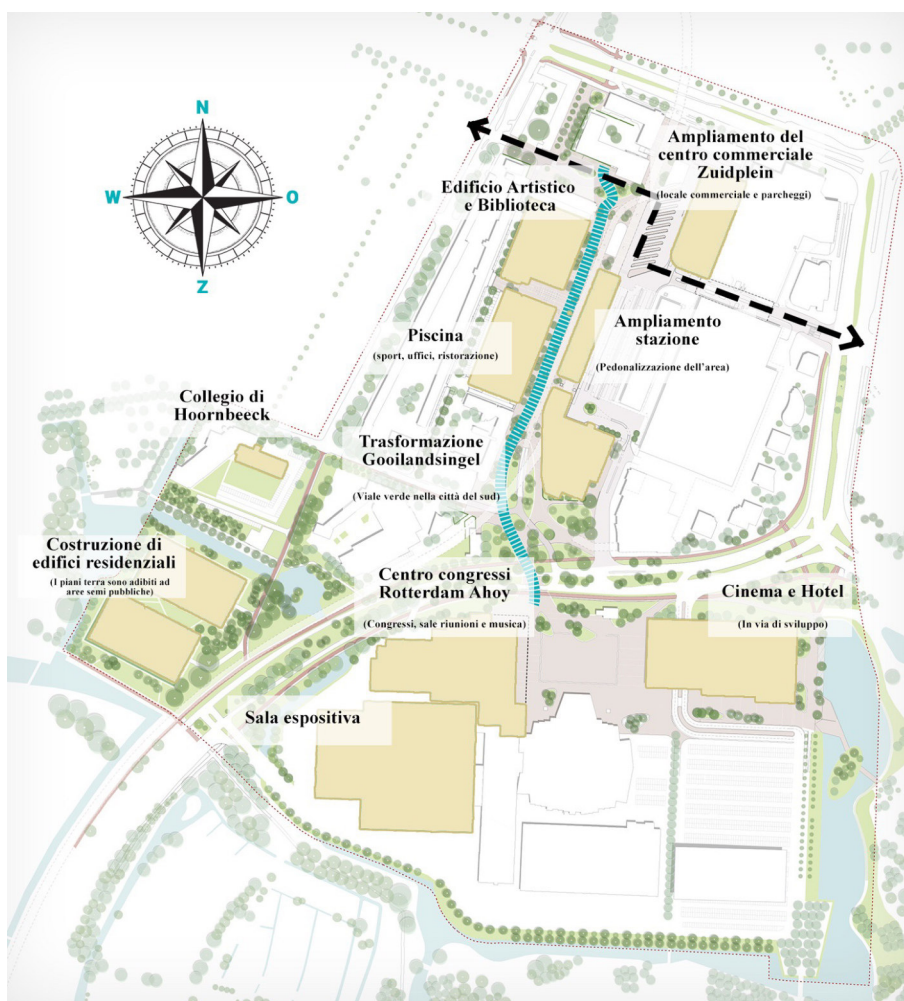 N
W
O
Z
Ampliamento del
centro commerciale
Zuidplein
(locale commerciale e parcheggi)
Edificio Artistico
e Biblioteca
Piscina
(sport, uffici, ristorazione)
Ampliamento
stazione
(Pedonalizzazione dell'area)
Collegio di
Hoornbeeck
Trasformazione
Gooilandsingel
(Viale verde nella città del sud)
Costruzione di
edifici residenziali
(I piani terra sono adibiti ad
aree semi pubbliche)
Centro congressi
Rotterdam Ahoy
(Congressi, sale riunioni e musica)
Cinema e Hotel
(In via di sviluppo)
Sala espositiva